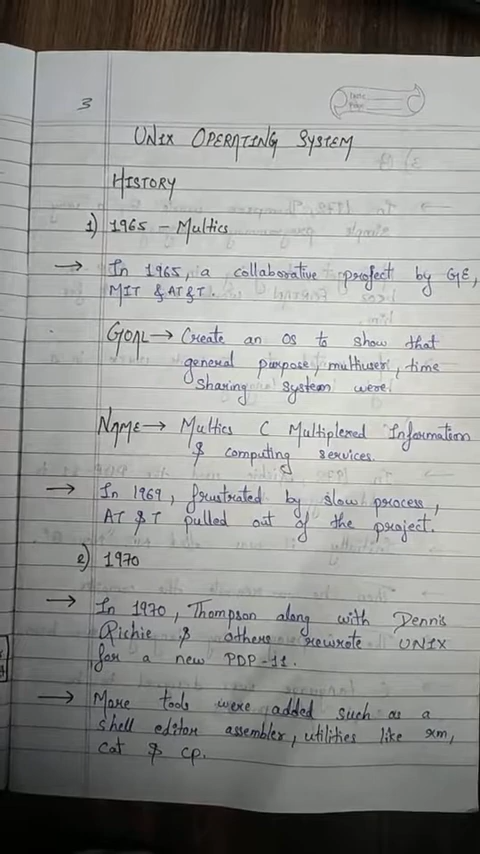 3
UNIX OPERATING SYSTEM
HISTORY
1) 1965 - Multics
→ In 1965, a collaborative project by GE,
MIT & AT&T.
GOAL → Create an OS to show that
general purpose, multiuser, time
sharing system were
NAME → Multics ( Multiplexed Information
& computing services.
→ In 1969, frustrated by slow process,
AT & T pulled out of the project.
2) 1970
→ In 1970, Thompson along with Dennis
Richie & others rewrote UNIX
for a new PDP-11.
→ More tools were added such as a
shell editor assembler, utilities like rm,
cat & cp.